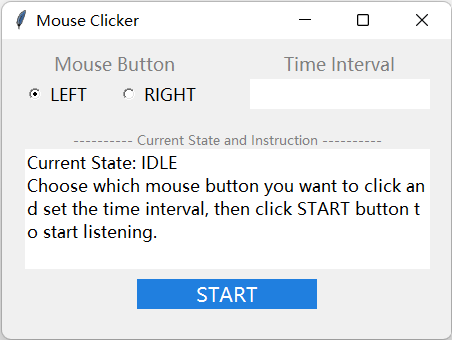 Mouse Clicker
Mouse Button
Time Interval
LEFT
RIGHT
---------- Current State and Instruction ----------
Current State: IDLE
Choose which mouse button you want to click an
d set the time interval, then click START button t
o start listening.
START